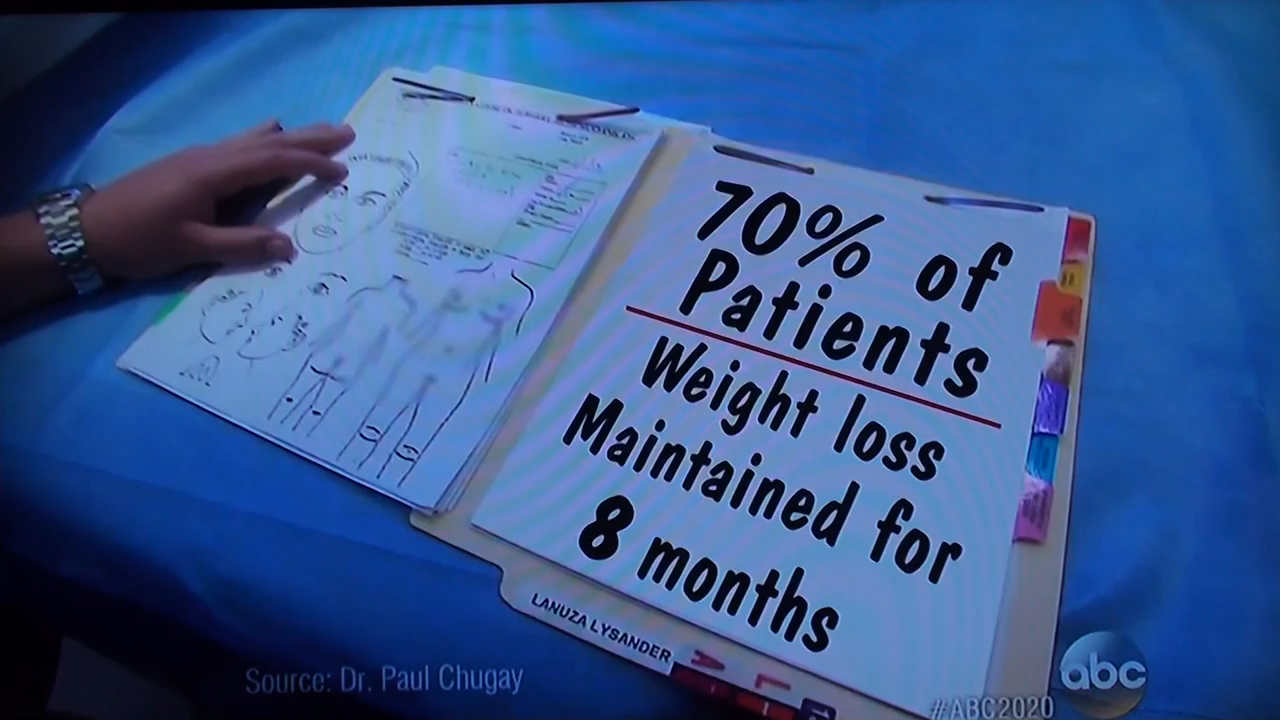 70% of
Patients
Weight loss
Maintained for
8 months
LANUZA LYSANDER
A L
Source: Dr. Paul Chugay
abc
#ABC2020